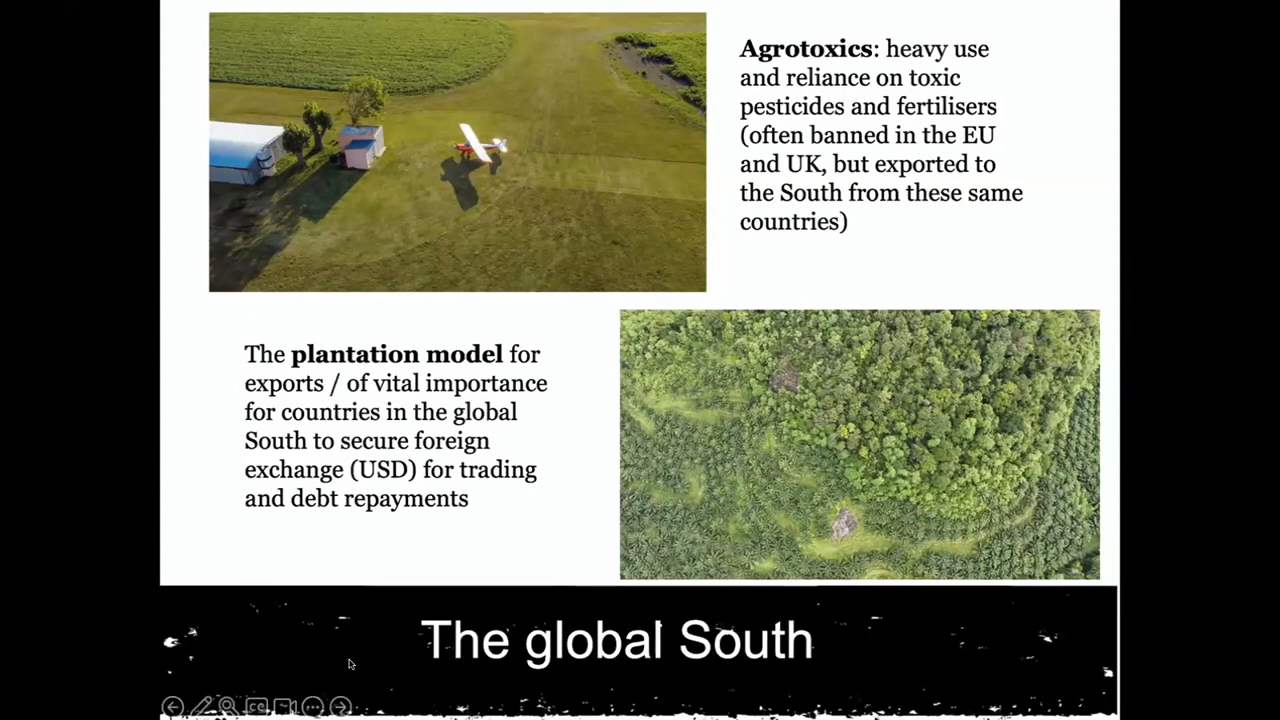 Agrotoxics: heavy use
and reliance on toxic
pesticides and fertilisers
(often banned in the EU
and UK, but exported to
the South from these same
countries)
The plantation model for
exports / of vital importance
for countries in the global
South to secure foreign
exchange (USD) for trading
and debt repayments
The global South